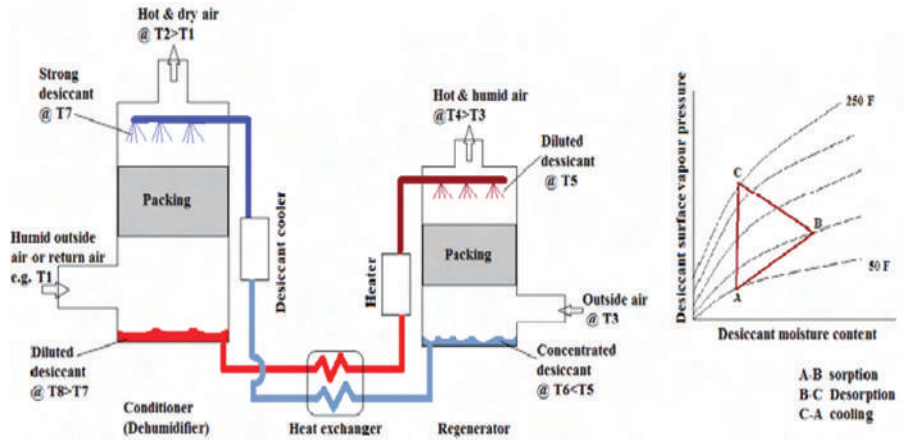 Hot & dry air
@ T2>T1
Strong
desiccant
@ T7
Packing
Humid outside
air or return air
e.g. T1
Diluted
desiccant
@ T8>T7
Conditioner
(Dehumidifier)
Desiccant cooler
Heat exchanger
Heater
Hot & humid air
@T4>T3
Diluted
dessicant
@ T5
Packing
Outside air
@ T3
Concentrated
desiccant
@ T6<T5
Regenerator
Desiccant surface vapour pressure
250 F
C
B
50 F
A
Desiccant moisture content
A-B sorption
B-C Desorption
C-A cooling